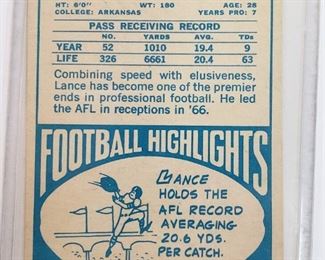 HT: 6'0" WT: 180 AGE: 28
COLLEGE: ARKANSAS YEARS PRO: 7
PASS RECEIVING RECORD
NO. YARDS AVG. TDs
YEAR 52 1010 19.4 9
LIFE 326 6661 20.4 63
Combining speed with elusiveness,
Lance has become one of the premier
ends in professional football. He led
the AFL in receptions in '66.
FOOTBALL HIGHLIGHTS
LANCE
HOLDS THE
AFL RECORD
AVERAGING
20.6 YDS.
PER CATCH.